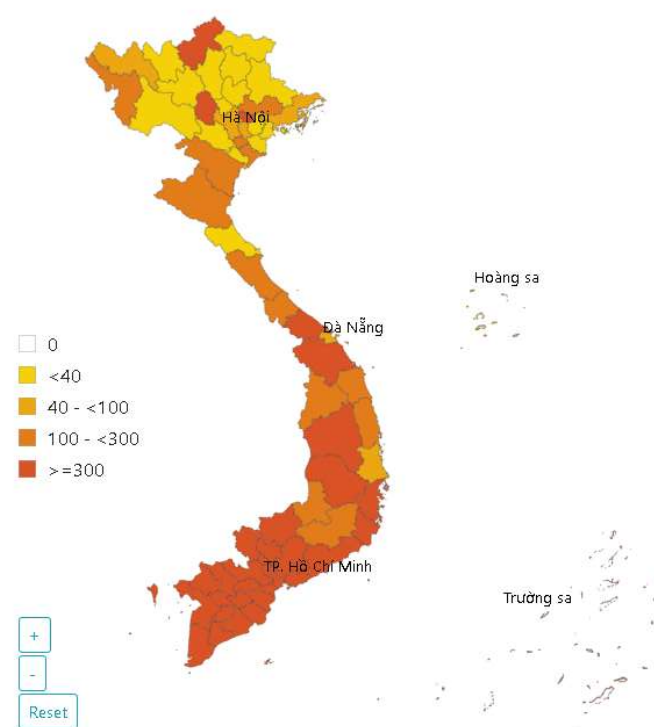 Hà Nội
Hoàng sa
Đà Nẵng
0
<40
40 - <100
100 - <300
>=300
TP. Hồ Chí Minh
Trường sa
+
-
Reset